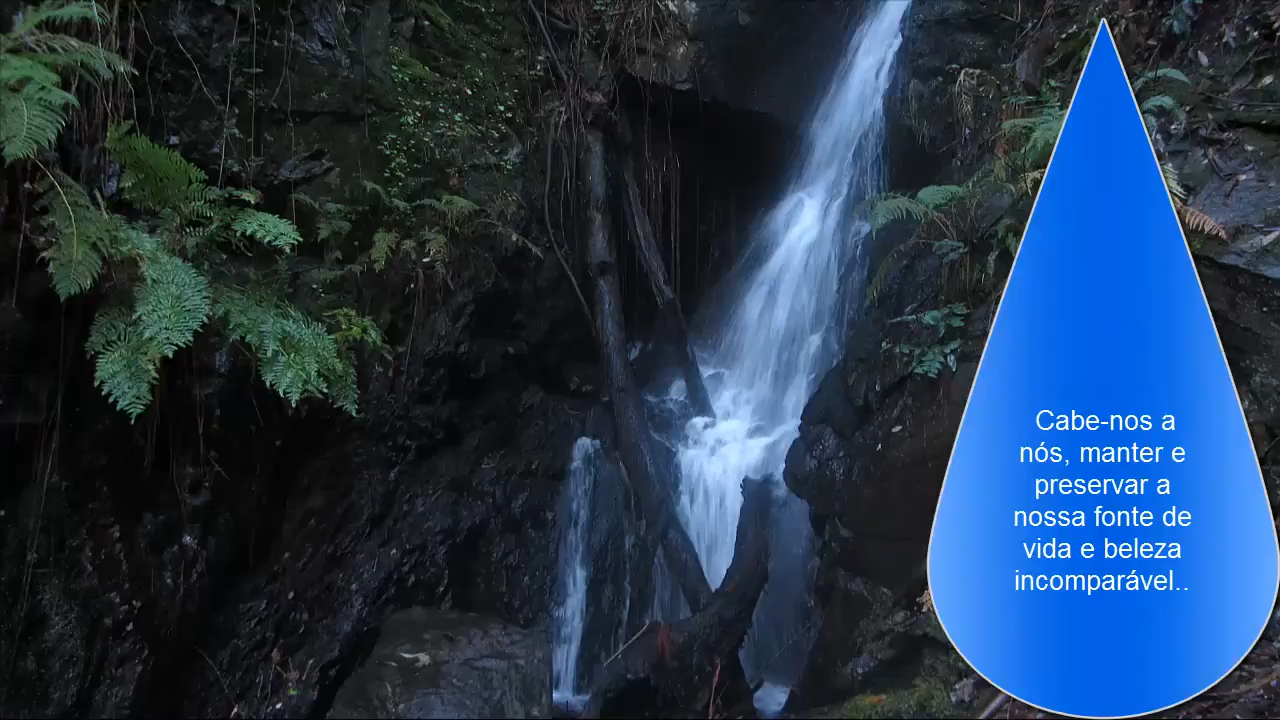 Cabe-nos a
nós, manter e
preservar a
nossa fonte de
vida e beleza
incomparável..